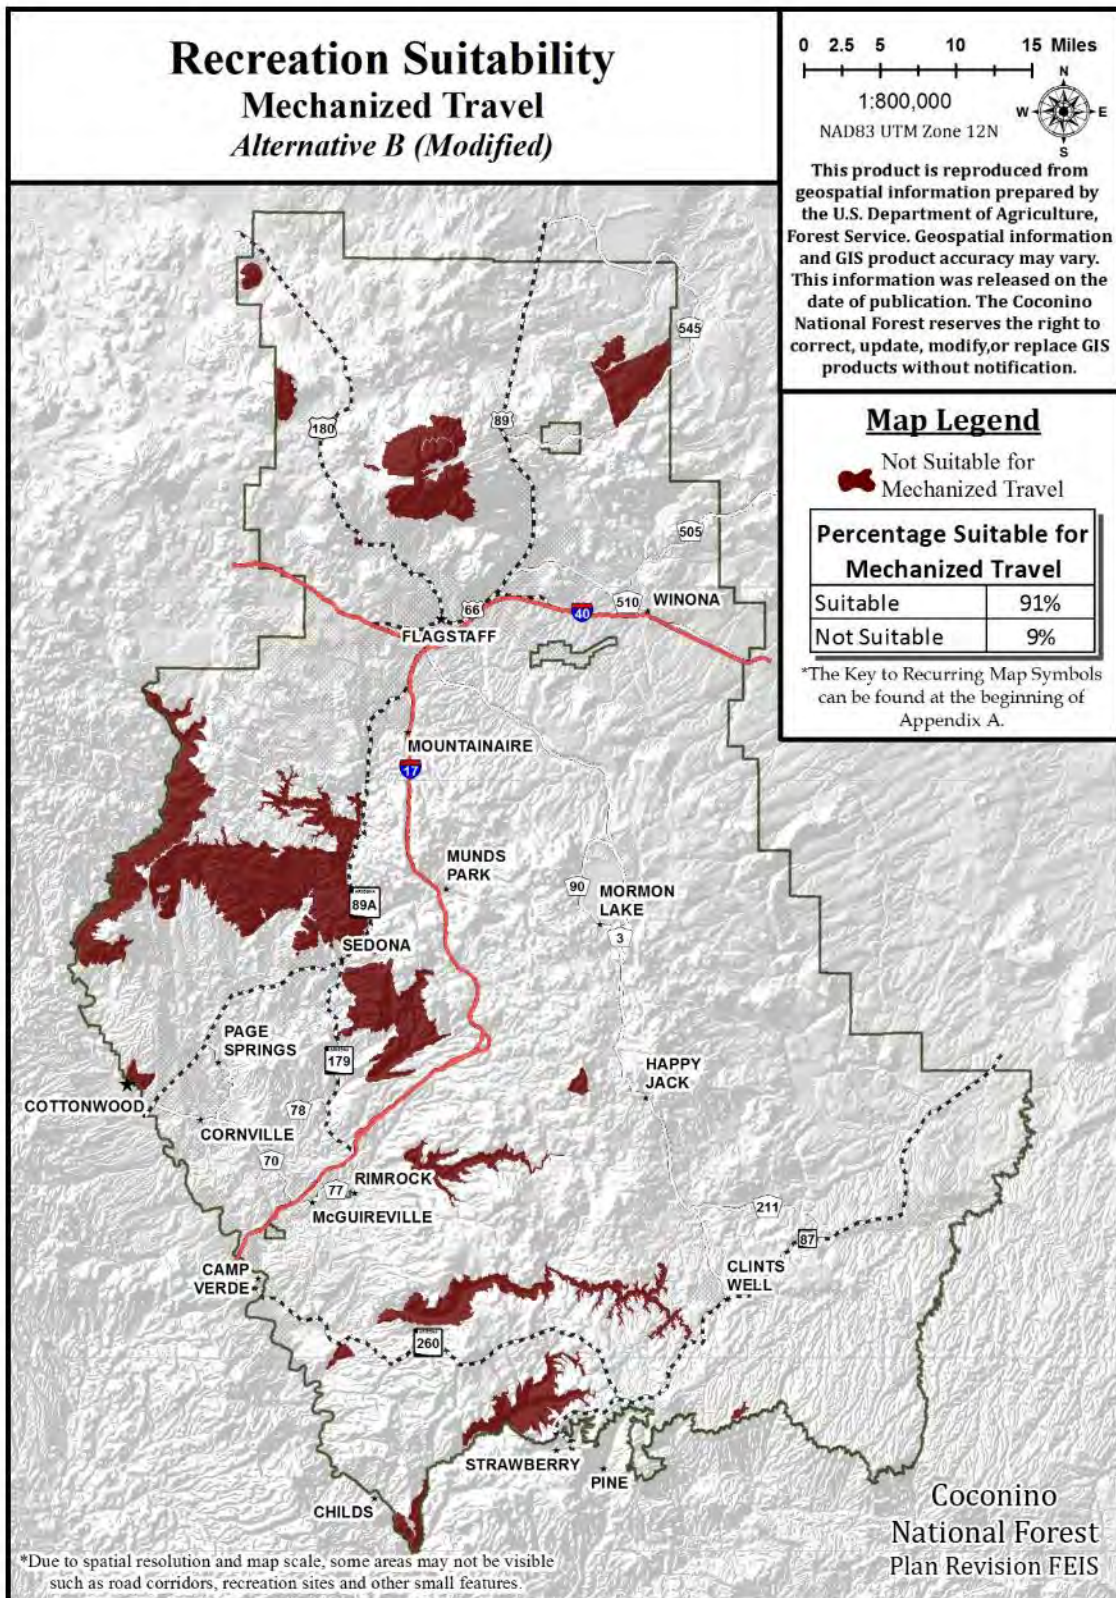 Recreation Suitability
Mechanized Travel
Alternative B (Modified)
0 2.5 5 10 15 Miles
1:800,000
NAD83 UTM Zone 12N
N
W
E
S
This product is reproduced from
geospatial information prepared by
the U.S. Department of Agriculture,
Forest Service. Geospatial information
and GIS product accuracy may vary.
This information was released on the
date of publication. The Coconino
National Forest reserves the right to
correct, update, modify,or replace GIS
products without notification.
Map Legend
Not Suitable for
Mechanized Travel
Percentage Suitable for
Mechanized Travel
Suitable 91%
Not Suitable 9%
*The Key to Recurring Map Symbols
can be found at the beginning of
Appendix A.
545
180
89
505
66
40
510
WINONA
FLAGSTAFF
MOUNTAINAIRE
17
MUNDS
PARK
90
MORMON
LAKE
89A
3
SEDONA
PAGE
SPRINGS
179
HAPPY
JACK
COTTONWOOD
78
CORNVILLE
70
RIMROCK
77
McGUIREVILLE
211
87
CAMP
VERDE
CLINTS
WELL
260
STRAWBERRY
PINE
CHILDS
Coconino
National Forest
Plan Revision FEIS
*Due to spatial resolution and map scale, some areas may not be visible
such as road corridors, recreation sites and other small features.